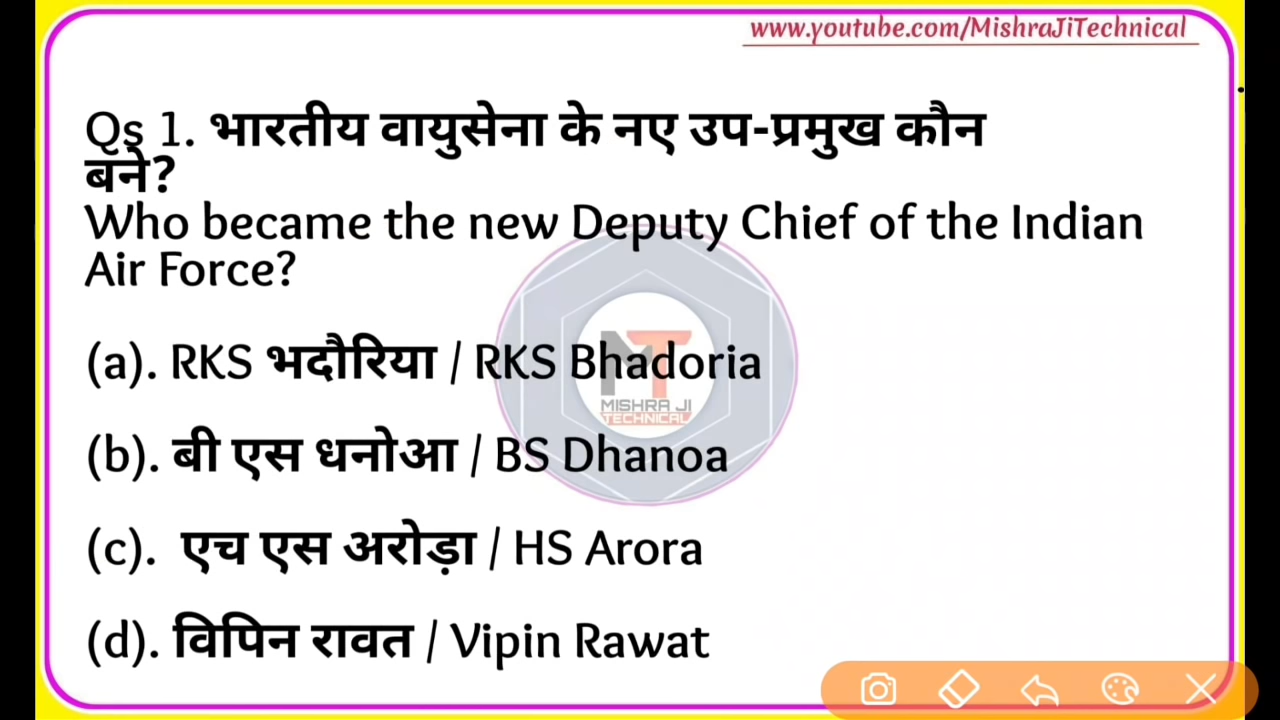 www.youtube.com/MishraJiTechnical
Qs 1. भारतीय वायुसेना के नए उप-प्रमुख कौन
बने?
Who became the new Deputy Chief of the Indian
Air Force?
(a). RKS भदौरिया / RKS Bhadoria
MT
MISHRA JI
TECHNICAL
(b). बी एस धनोआ / BS Dhanoa
(c). एच एस अरोड़ा / HS Arora
(d). विपिन रावत / Vipin Rawat